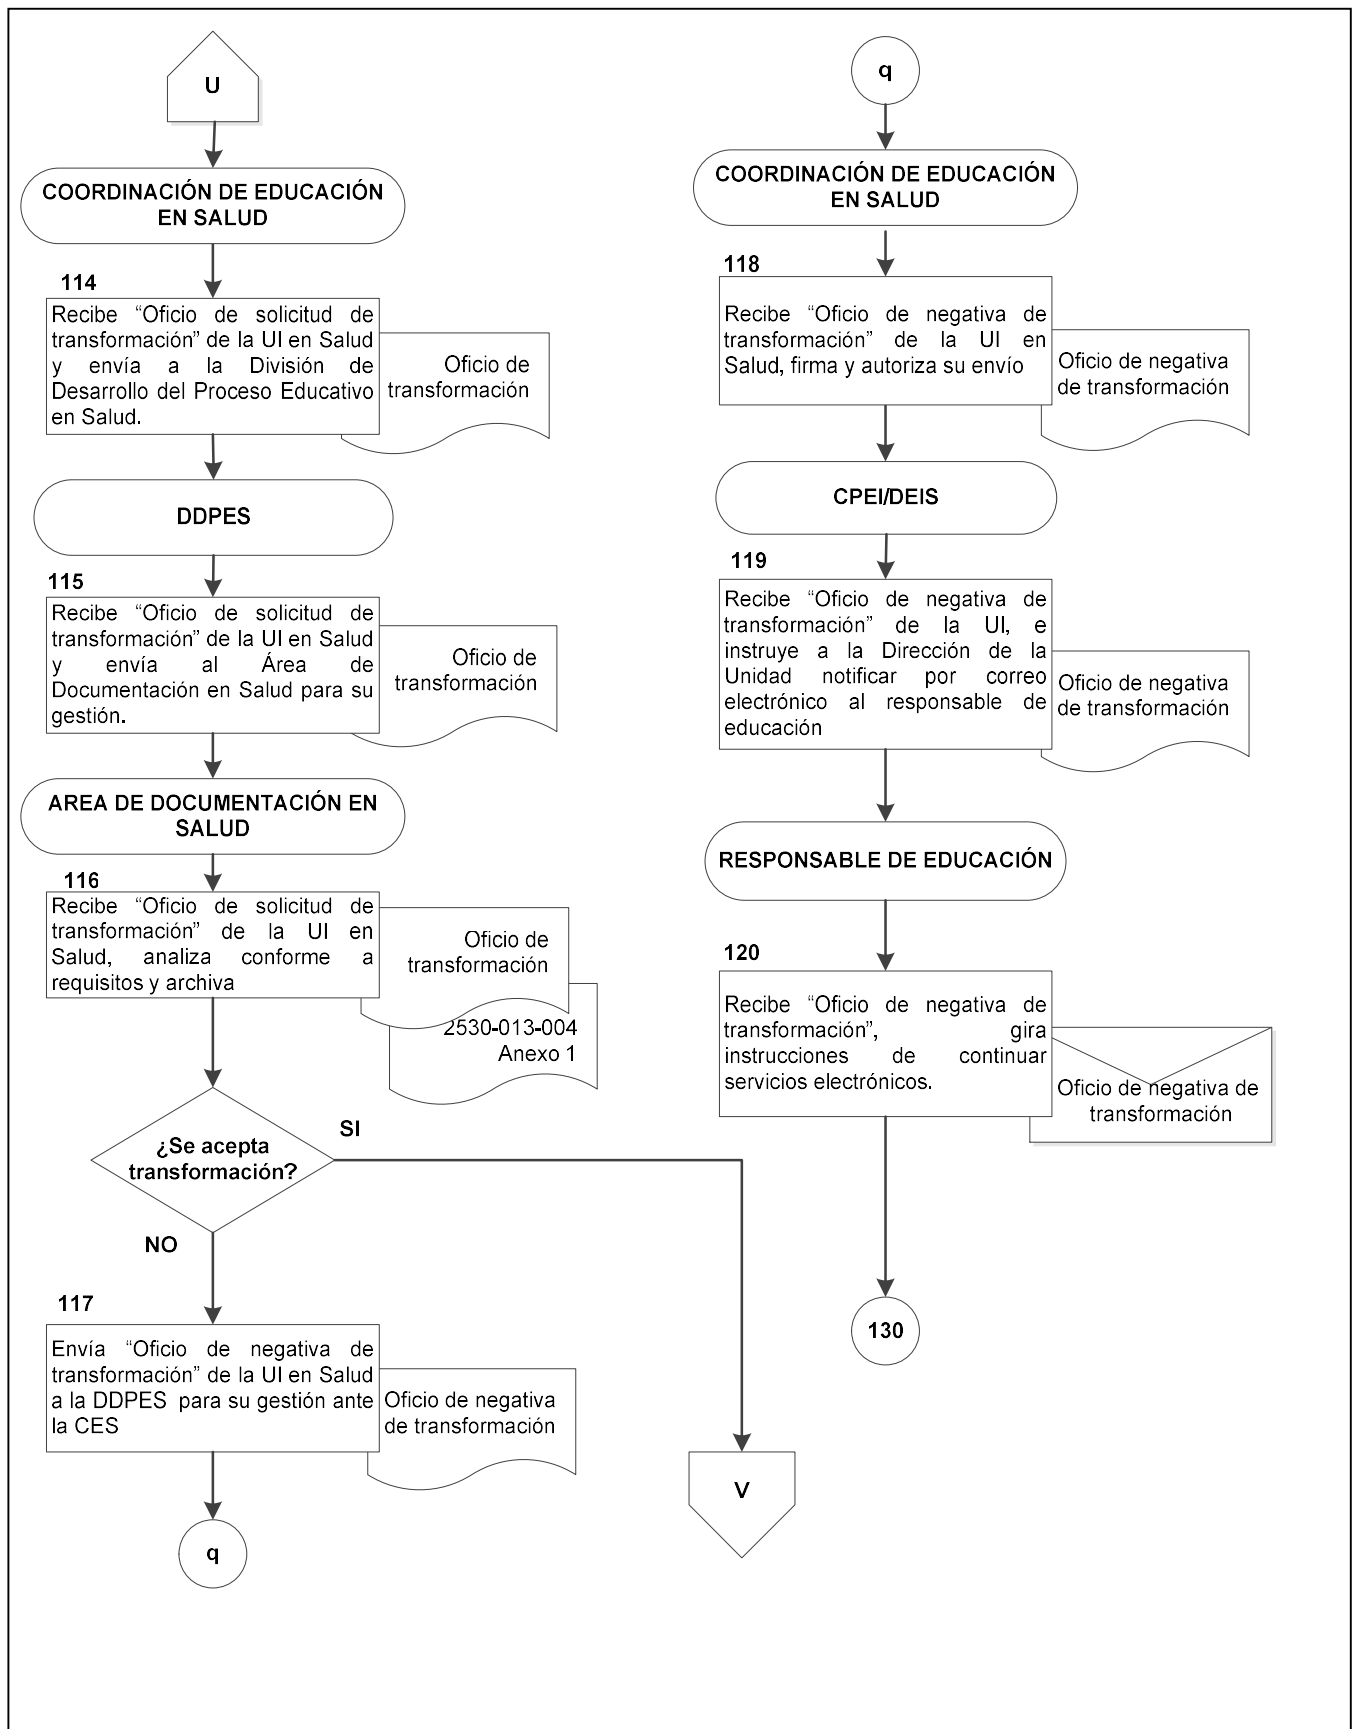 U
COORDINACIÓN DE EDUCACIÓN
EN SALUD
114
Recibe “Oficio de solicitud de
transformación” de la UI en Salud
y envía a la División de
Desarrollo del Proceso Educativo
en Salud.
Oficio de
transformación
DDPES
115
Recibe “Oficio de solicitud de
transformación” de la UI en Salud
y envía al Área de
Documentación en Salud para su
gestión.
Oficio de
transformación
AREA DE DOCUMENTACIÓN EN
SALUD
116
Recibe “Oficio de solicitud de
transformación” de la UI en
Salud, analiza conforme a
requisitos y archiva
Oficio de
transformación
2530-013-004
Anexo 1
¿Se acepta
transformación?
SI
NO
117
Envía “Oficio de negativa de
transformación” de la UI en Salud
a la DDPES para su gestión ante
la CES
Oficio de negativa
de transformación
q
V
q
COORDINACIÓN DE EDUCACIÓN
EN SALUD
118
Recibe “Oficio de negativa de
transformación” de la UI en
Salud, firma y autoriza su envío
Oficio de negativa
de transformación
CPEI/DEIS
119
Recibe “Oficio de negativa de
transformación” de la UI, e
instruye a la Dirección de la
Unidad notificar por correo
electrónico al responsable de
educación
Oficio de negativa
de transformación
RESPONSABLE DE EDUCACIÓN
120
Recibe “Oficio de negativa de
transformación”, gira
instrucciones de continuar
servicios electrónicos.
Oficio de negativa de
transformación
130